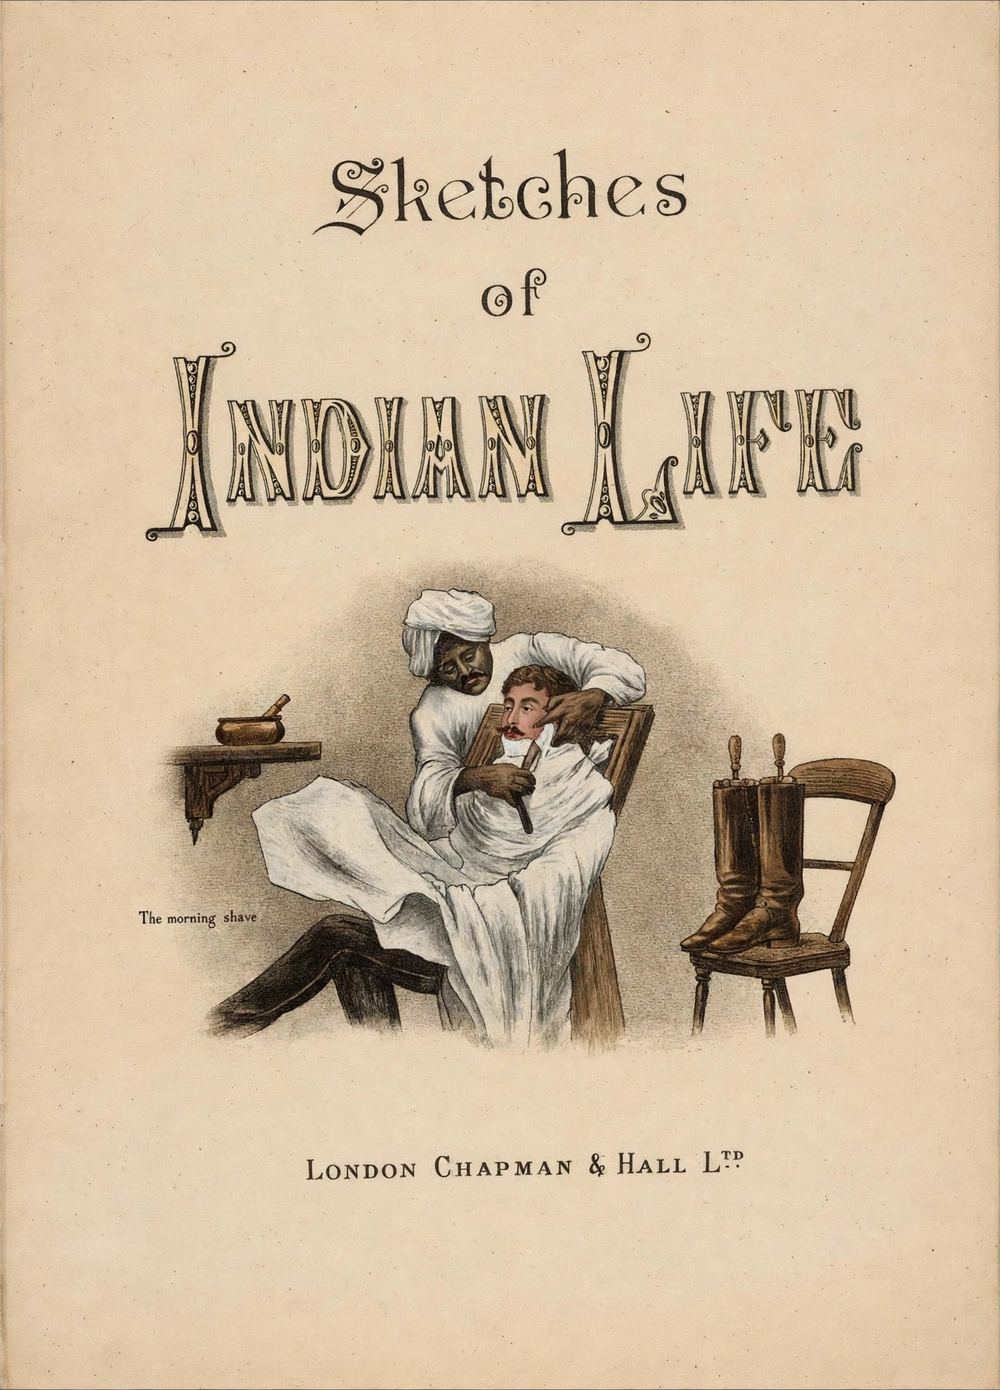 Sketches
of
INDIAN LIFE
The morning shave
LONDON CHAPMAN & HALL LTD